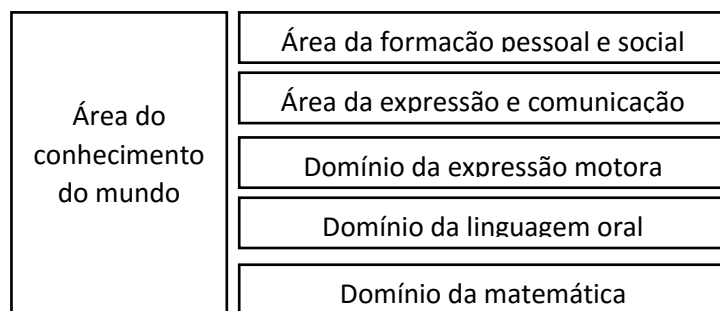 Área do
conhecimento
do mundo
Área da formação pessoal e social
Área da expressão e comunicação
Domínio da expressão motora
Domínio da linguagem oral
Domínio da matemática